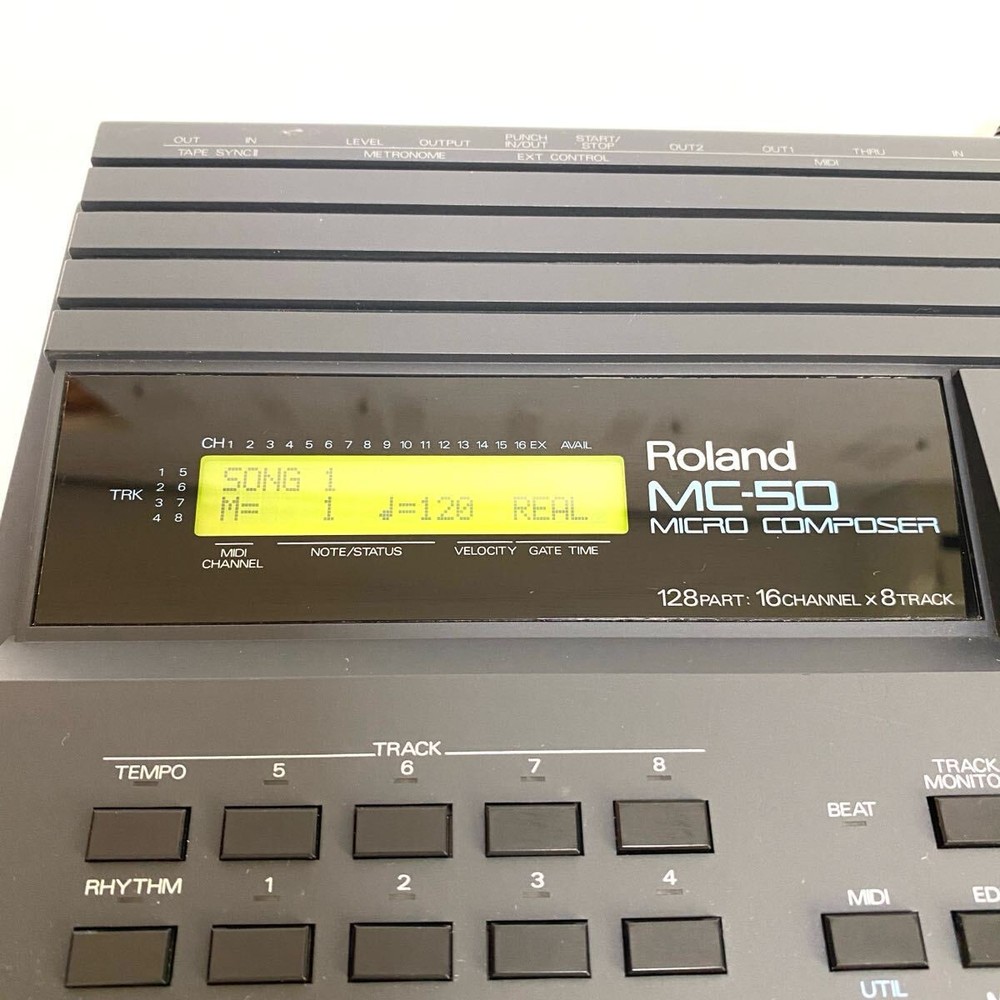 OUT IN LEVEL OUTPUT PUNCH IN/OUT START/STOP OUT2 OUT1 THRU IN
TAPE SYNCⅡ METRONOME EXT CONTROL MIDI
CH 1 2 3 4 5 6 7 8 9 10 11 12 13 14 15 16 EX AVAIL
TRK
1 5
2 6
3 7
4 8
SONG 1
M= 1 ♩=120 REAL
MIDI CHANNEL NOTE/STATUS VELOCITY GATE TIME
Roland
MC-50
MICRO COMPOSER
128PART: 16CHANNEL x 8TRACK
TRACK
TEMPO 5 6 7 8
TRACK
MONITO
BEAT
RHYTHM 1 2 3 4
MIDI ED
UTIL